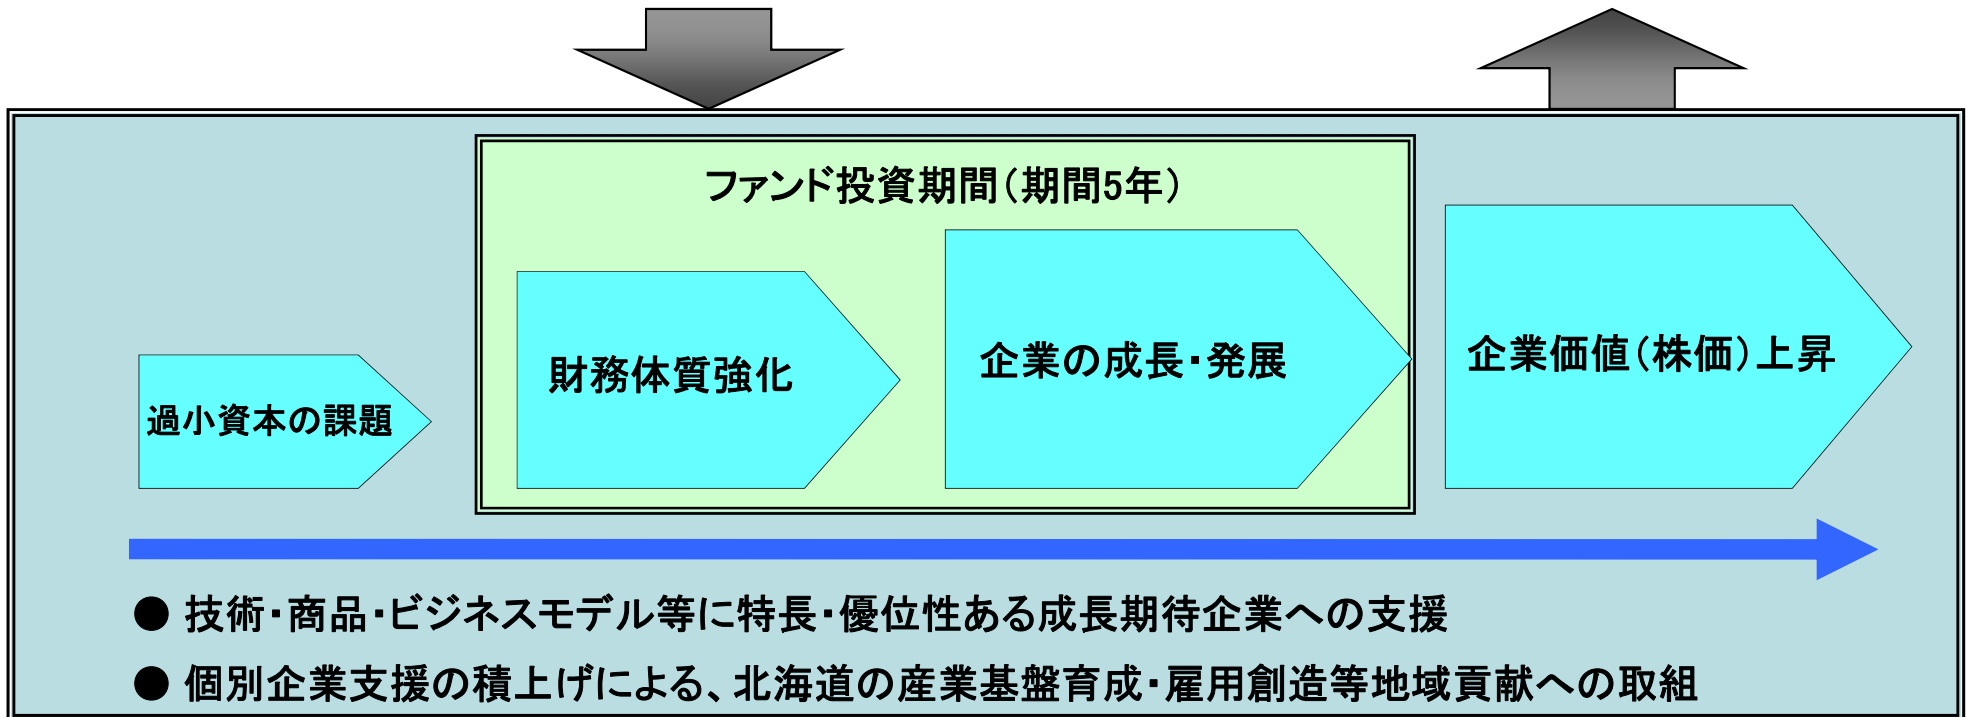 ファンド投資期間（期間5年）
過小資本の課題
財務体質強化
企業の成長・発展
企業価値（株価）上昇
● 技術・商品・ビジネスモデル等に特長・優位性ある成長期待企業への支援
● 個別企業支援の積上げによる、北海道の産業基盤育成・雇用創造等地域貢献への取組